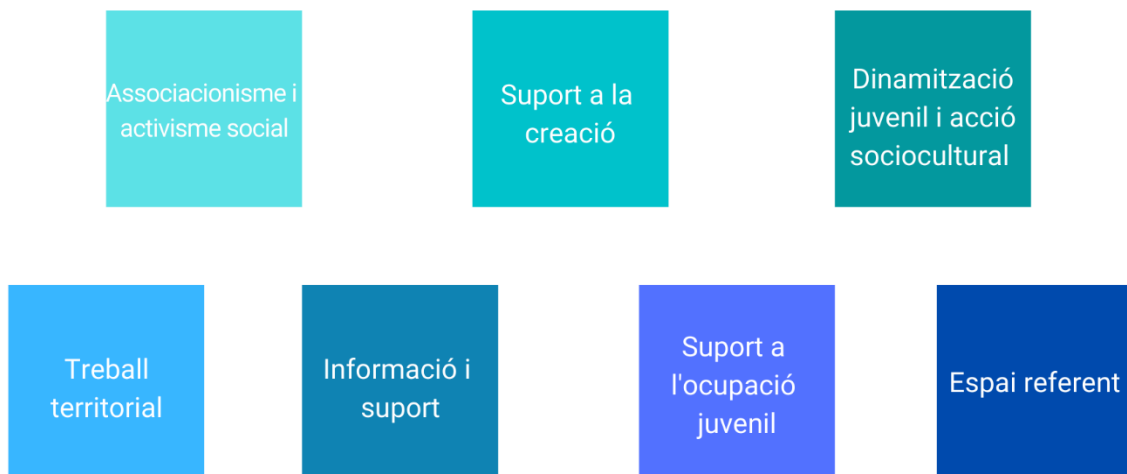 Associacionisme i
activisme social
Suport a la
creació
Dinamització
juvenil i acció
sociocultural
Treball
territorial
Informació i
suport
Suport a
l'ocupació
juvenil
Espai referent